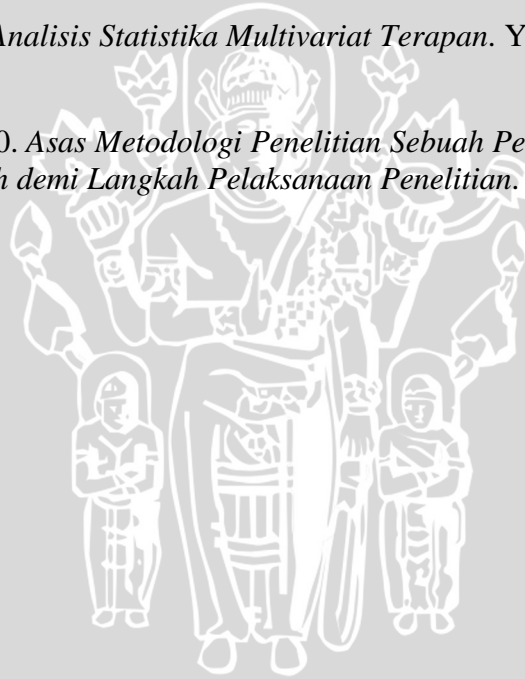 Analisis Statistika Multivariat Terapan. Y
0. Asas Metodologi Penelitian Sebuah Pe
h demi Langkah Pelaksanaan Penelitian.